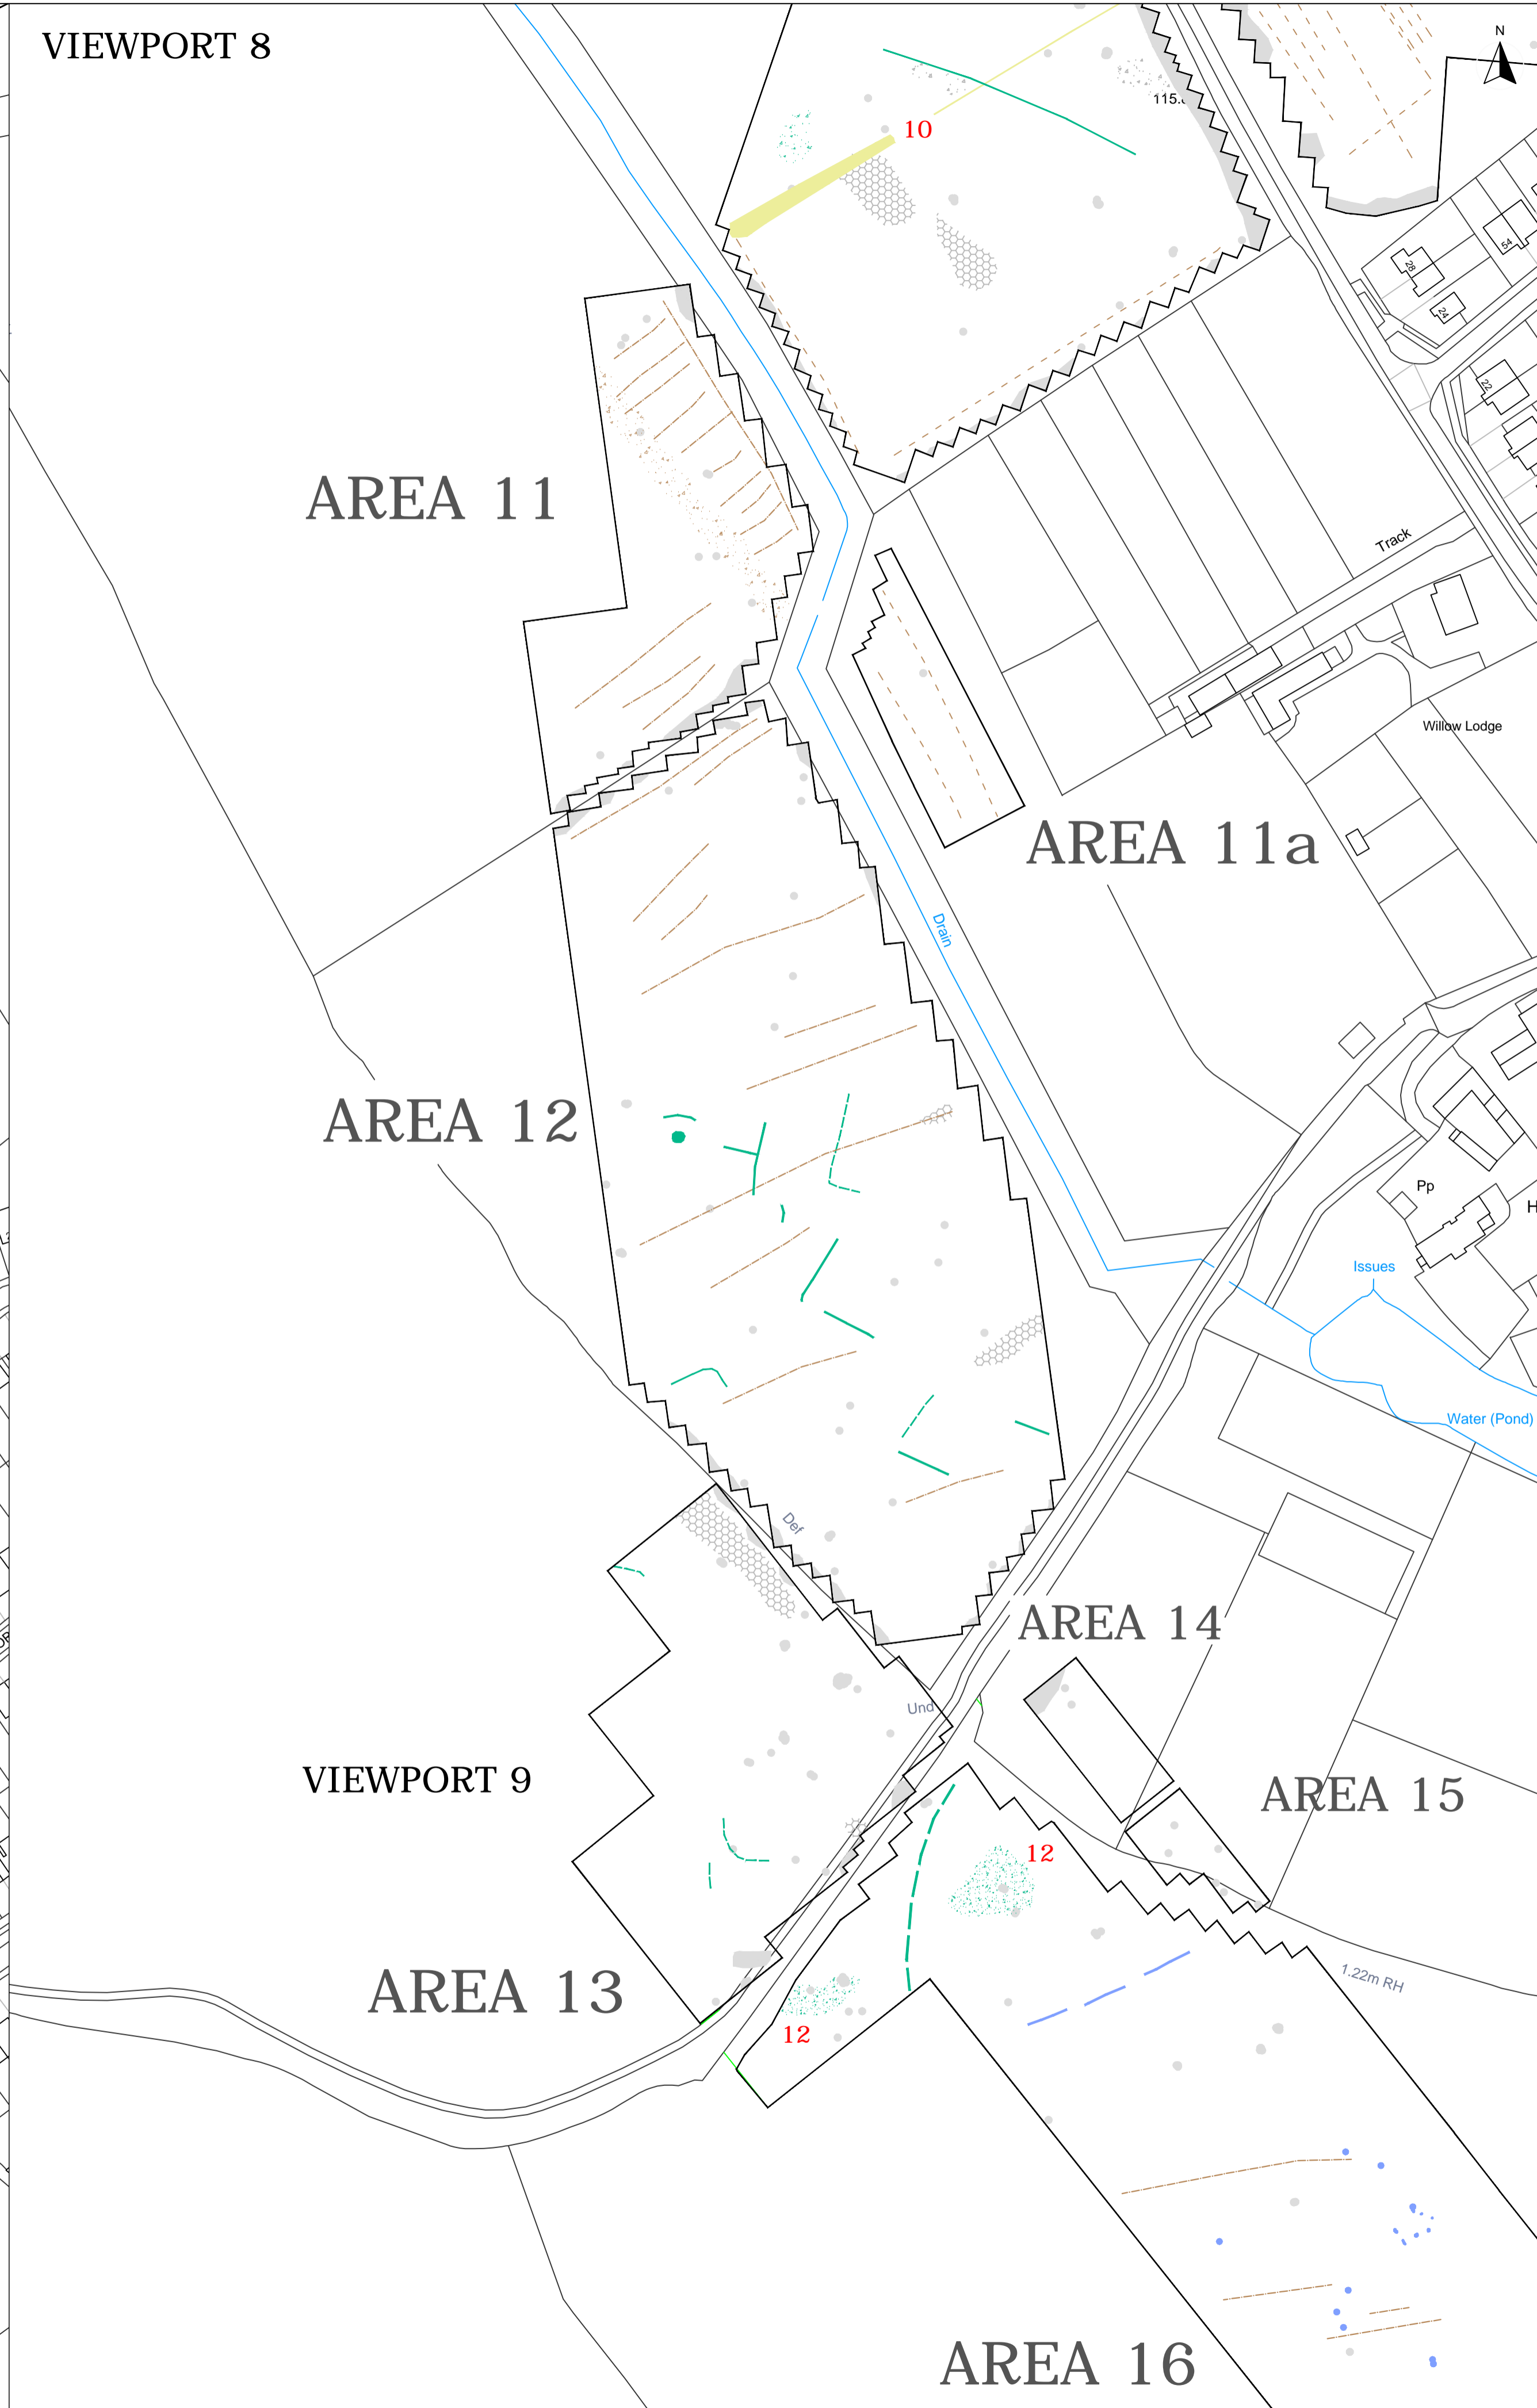 VIEWPORT 8
N
10
115.
54
28
24
22
AREA 11
Track
Willow Lodge
AREA 11a
Drain
AREA 12
Pp
H
Issues
Water (Pond)
Def
AREA 14
Und
VIEWPORT 9
AREA 15
12
1.22m RH
AREA 13
12
AREA 16